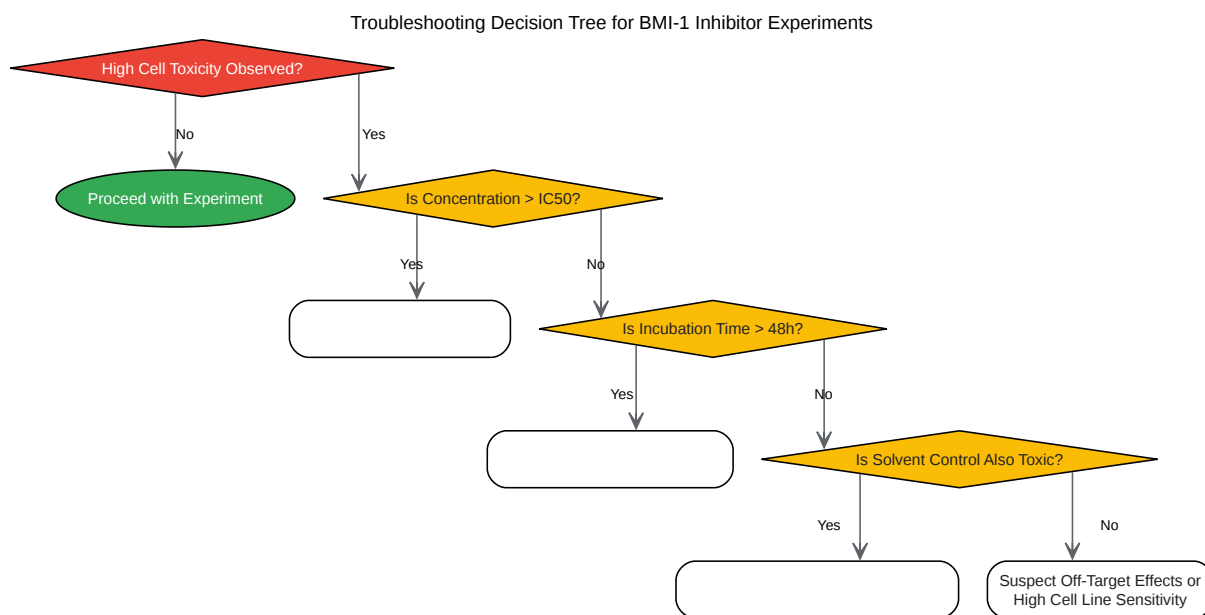 Troubleshooting Decision Tree for BMI-1 Inhibitor Experiments
High Cell Toxicity Observed?
No
Yes
Proceed with Experiment
Is Concentration > IC50?
Yes
No
Is Incubation Time > 48h?
Yes
No
Is Solvent Control Also Toxic?
Yes
No
Suspect Off-Target Effects or
High Cell Line Sensitivity